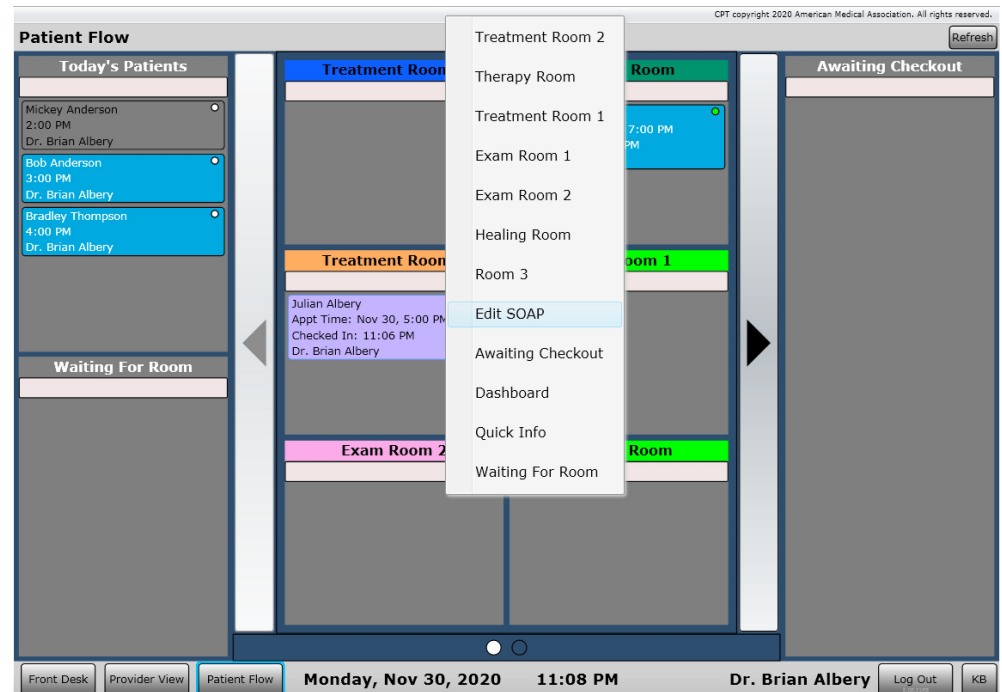 CPT copyright 2020 American Medical Association. All rights reserved.
Patient Flow
Refresh
Today's Patients
Mickey Anderson
2:00 PM
Dr. Brian Albery
Bob Anderson
3:00 PM
Dr. Brian Albery
Bradley Thompson
4:00 PM
Dr. Brian Albery
Waiting For Room
Treatment Room
Room
7:00 PM
PM
Treatment Room
Room 1
Julian Albery
Appt Time: Nov 30, 5:00 PM
Checked In: 11:06 PM
Dr. Brian Albery
Exam Room 2
Room
Treatment Room 2
Therapy Room
Treatment Room 1
Exam Room 1
Exam Room 2
Healing Room
Room 3
Edit SOAP
Awaiting Checkout
Dashboard
Quick Info
Waiting For Room
Awaiting Checkout
Front Desk
Provider View
Patient Flow
Monday, Nov 30, 2020
11:08 PM
Dr. Brian Albery
Log Out
KB